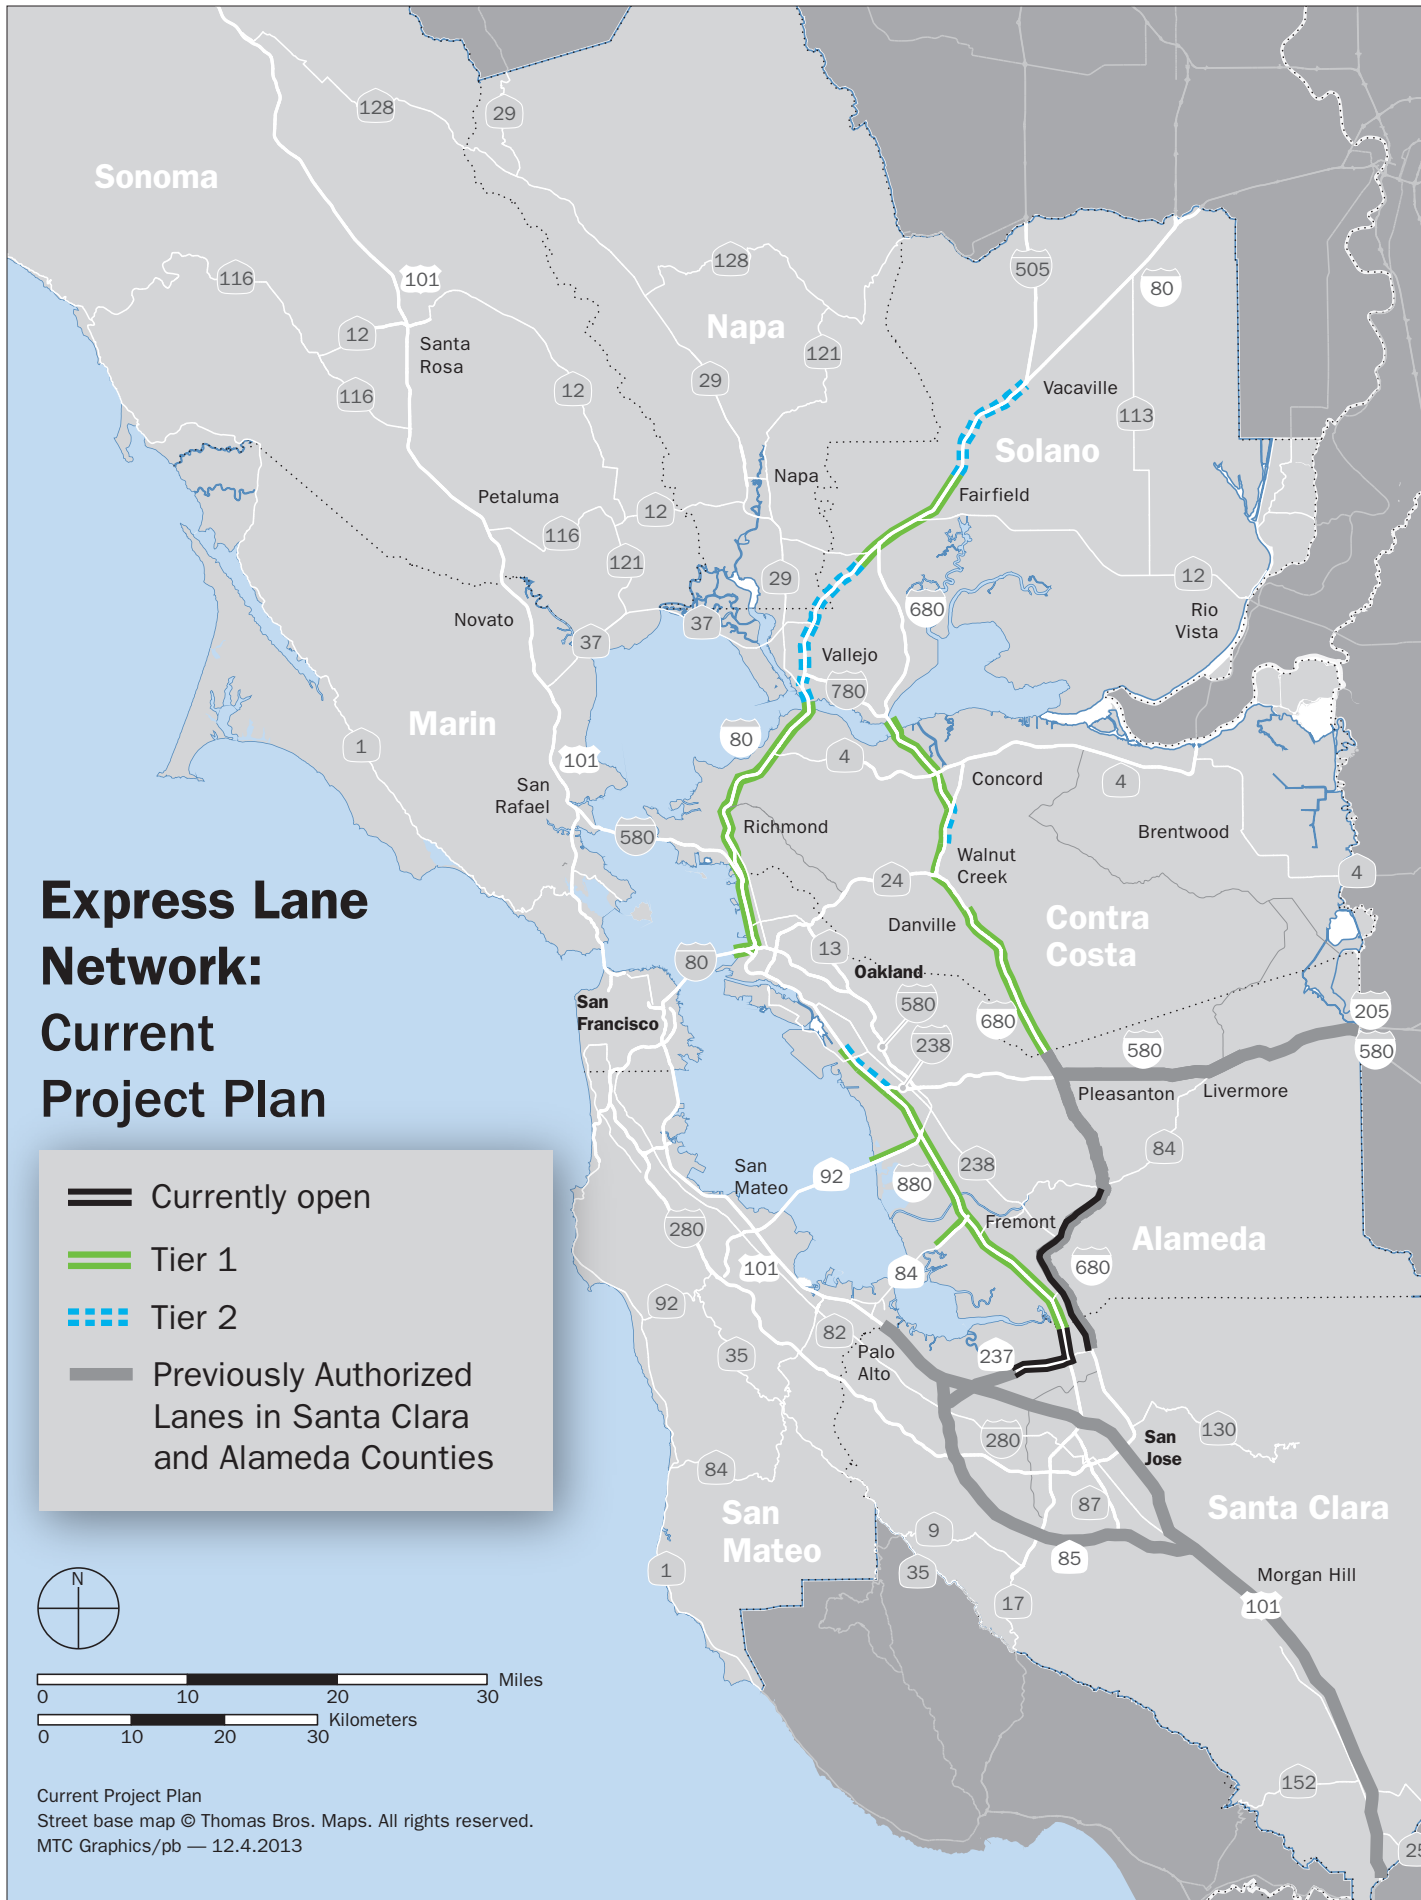 128
29
Sonoma
116
101
128
505
80
12
Santa
Rosa
Napa
121
29
116
12
Vacaville
113
Solano
Napa
Petaluma
Fairfield
12
116
121
29
12
680
Rio
Vista
Novato
37
37
Vallejo
780
Marin
1
80
4
101
San
Rafael
Concord
4
580
Richmond
Brentwood
Walnut
Creek
24
4
Express Lane
Network:
Current
Project Plan
Danville
Contra
Costa
13
80
Oakland
San
Francisco
580
680
205
238
580
580
Pleasanton
Livermore
84
San
Mateo
92
238
880
280
Fremont
Alameda
101
84
680
92
82
35
Palo
Alto
237
280
San
Jose
130
84
87
Santa Clara
San
Mateo
9
85
35
1
17
Morgan Hill
101
152
25
Currently open
Tier 1
Tier 2
Previously Authorized
Lanes in Santa Clara
and Alameda Counties
N
Miles
0 10 20 30
Kilometers
0 10 20 30
Current Project Plan
Street base map © Thomas Bros. Maps. All rights reserved.
MTC Graphics/pb — 12.4.2013